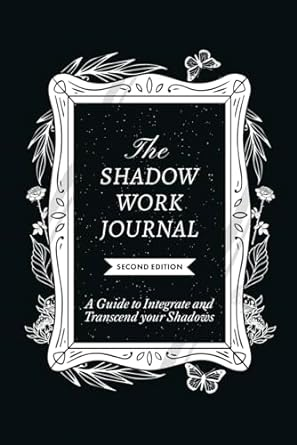 The
SHADOW
WORK
JOURNAL
SECOND EDITION
A Guide to Integrate and
Transcend your Shadows